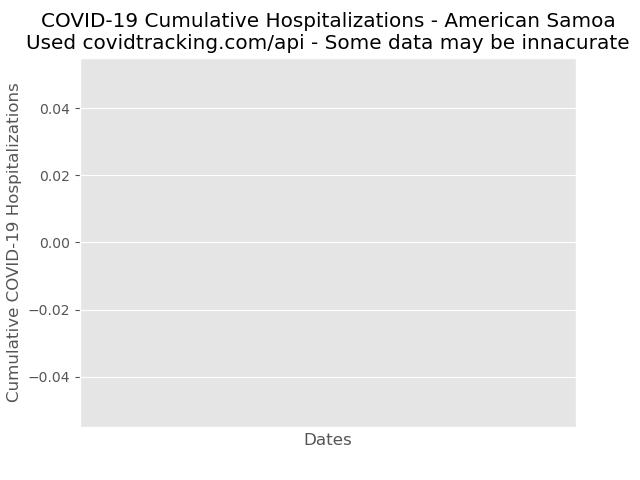 COVID-19 Cumulative Hospitalizations - American Samoa
Used covidtracking.com/api - Some data may be innacurate
Cumulative COVID-19 Hospitalizations
0.04
0.02
0.00
−0.02
−0.04
Dates